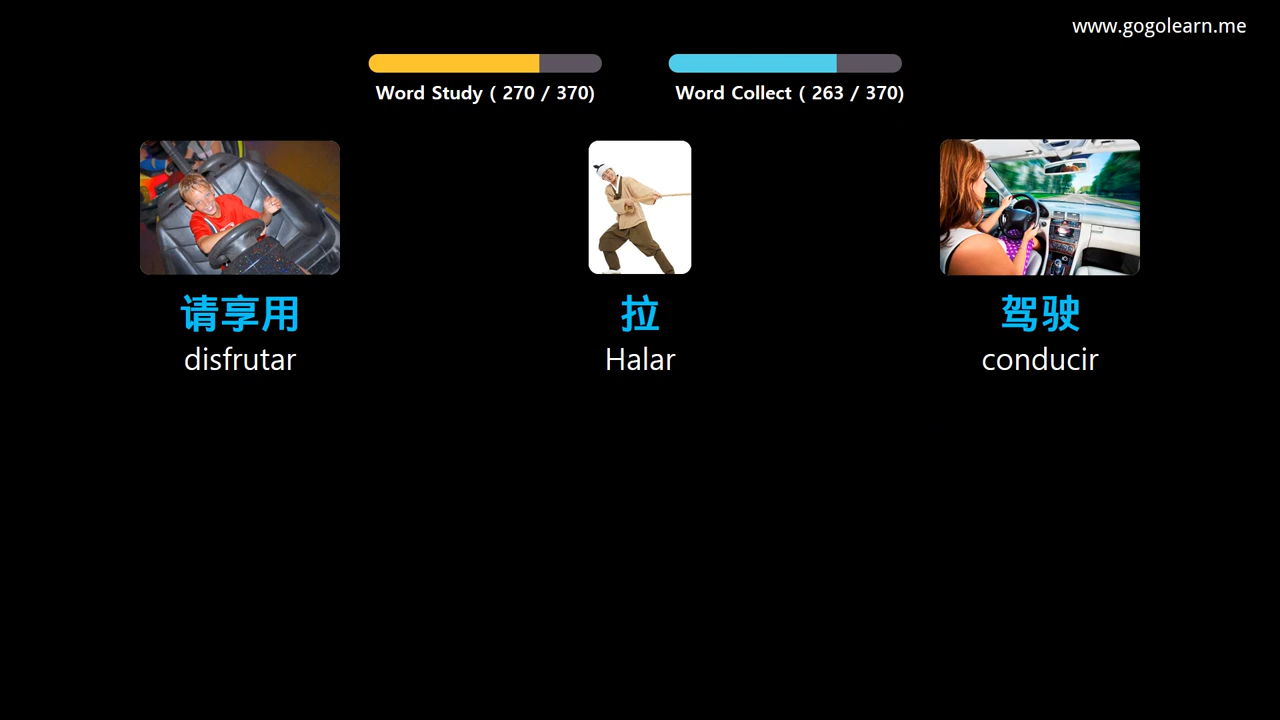 www.gogolearn.me
Word Study ( 270 / 370)
Word Collect ( 263 / 370)
请享用
disfrutar
拉
Halar
驾驶
conducir